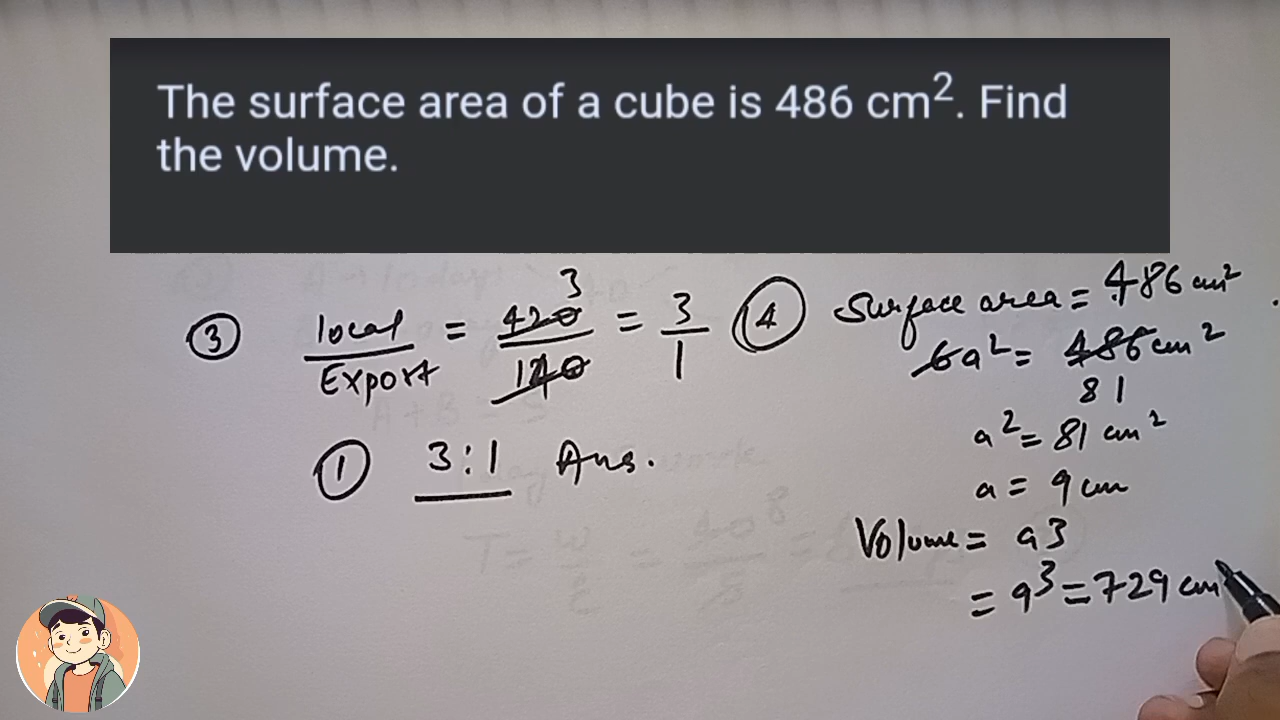 The surface area of a cube is 486 cm². Find
the volume.
③ local/Export = 420/140 = 3/1
3
① 3:1 Ans.
④ Surface area = 486 cm²
6a² = 486 cm²
81
a² = 81 cm²
a = 9 cm
Volume = a3
= 9³ = 729 cm